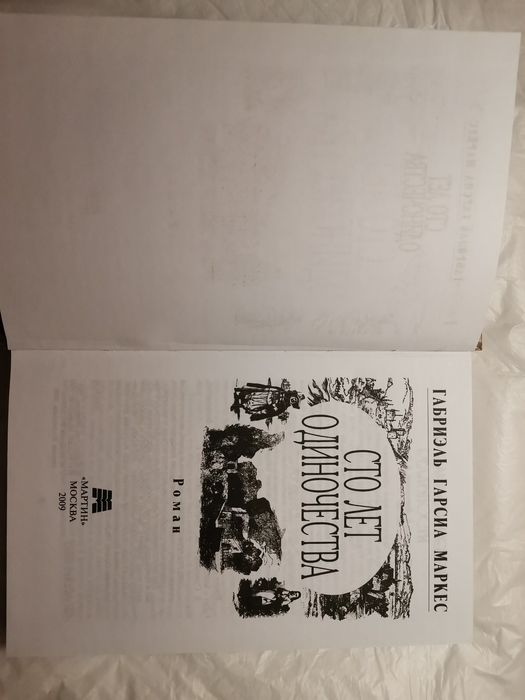 ГАБРИЭЛЬ ГАРСИА МАРКЕС
СТО ЛЕТ
ОДИНОЧЕСТВА
Роман
«МАРТИН»
МОСКВА
2009